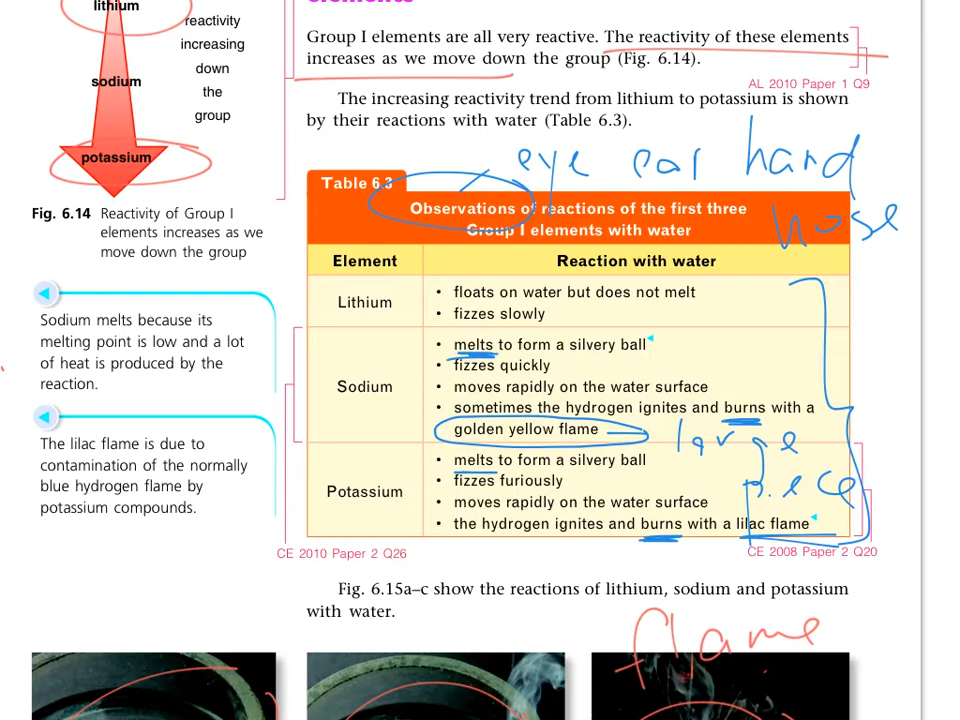 elements
lithium
reactivity
increasing
down
the
group
sodium
potassium
Fig. 6.14 Reactivity of Group I
elements increases as we
move down the group
Group I elements are all very reactive. The reactivity of these elements
increases as we move down the group (Fig. 6.14).
AL 2010 Paper 1 Q9
The increasing reactivity trend from lithium to potassium is shown
by their reactions with water (Table 6.3).
eye ear hand
nose
Table 6.3
Observations of reactions of the first three
Group I elements with water
Element Reaction with water
Lithium
• floats on water but does not melt
• fizzes slowly
Sodium
• melts to form a silvery ball
• fizzes quickly
• moves rapidly on the water surface
• sometimes the hydrogen ignites and burns with a
golden yellow flame
large
piece
Potassium
• melts to form a silvery ball
• fizzes furiously
• moves rapidly on the water surface
• the hydrogen ignites and burns with a lilac flame
CE 2010 Paper 2 Q26
CE 2008 Paper 2 Q20
Sodium melts because its
melting point is low and a lot
of heat is produced by the
reaction.
The lilac flame is due to
contamination of the normally
blue hydrogen flame by
potassium compounds.
Fig. 6.15a–c show the reactions of lithium, sodium and potassium
with water.
flame